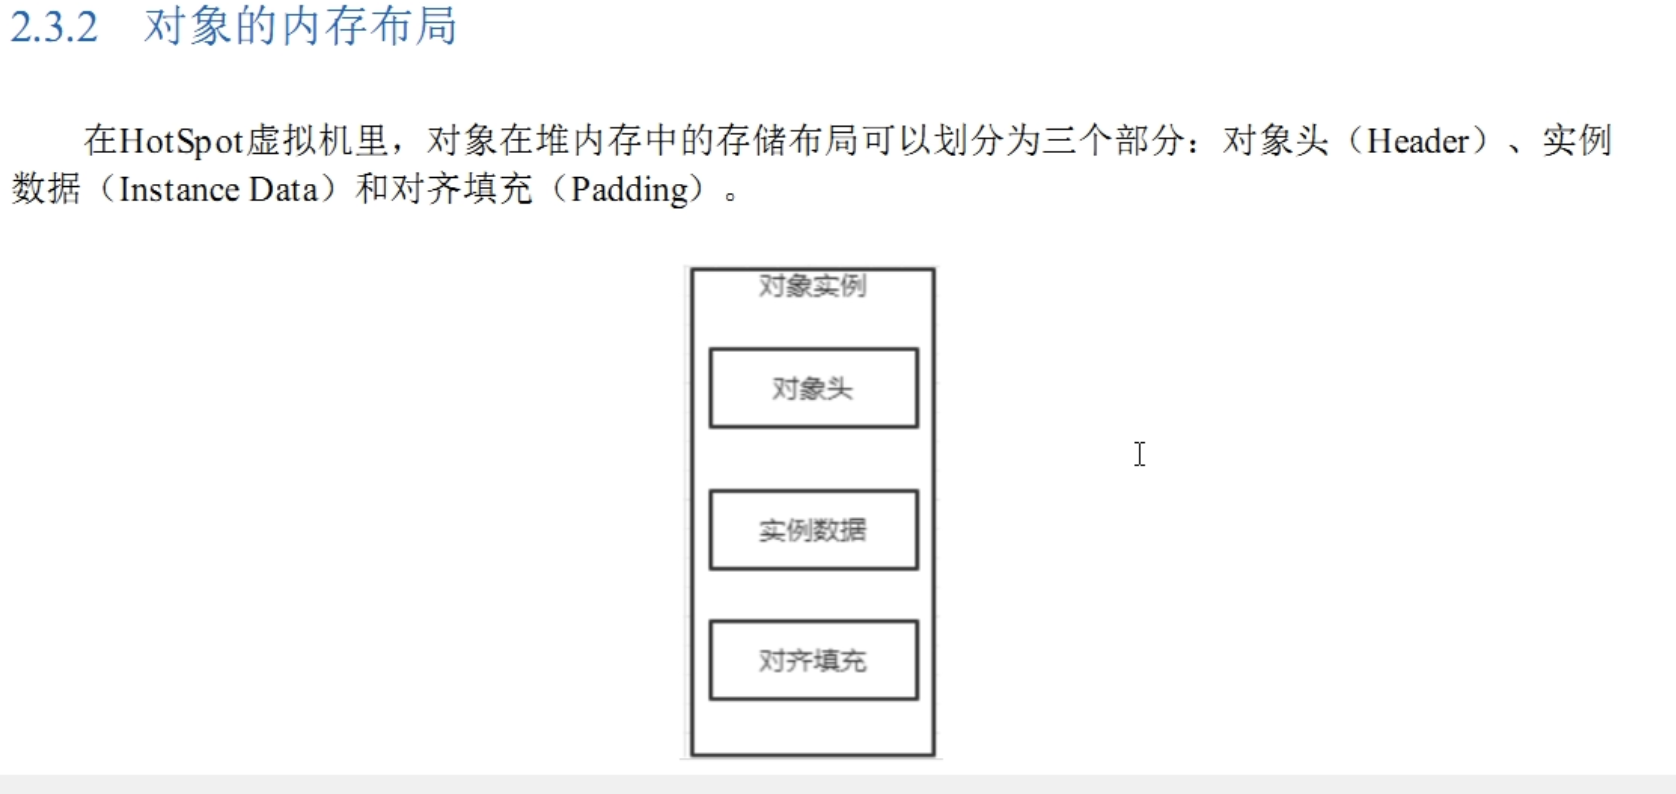 2.3.2 对象的内存布局
在HotSpot虚拟机里，对象在堆内存中的存储布局可以划分为三个部分：对象头（Header）、实例
数据（Instance Data）和对齐填充（Padding）。
对象实例
对象头
实例数据
对齐填充